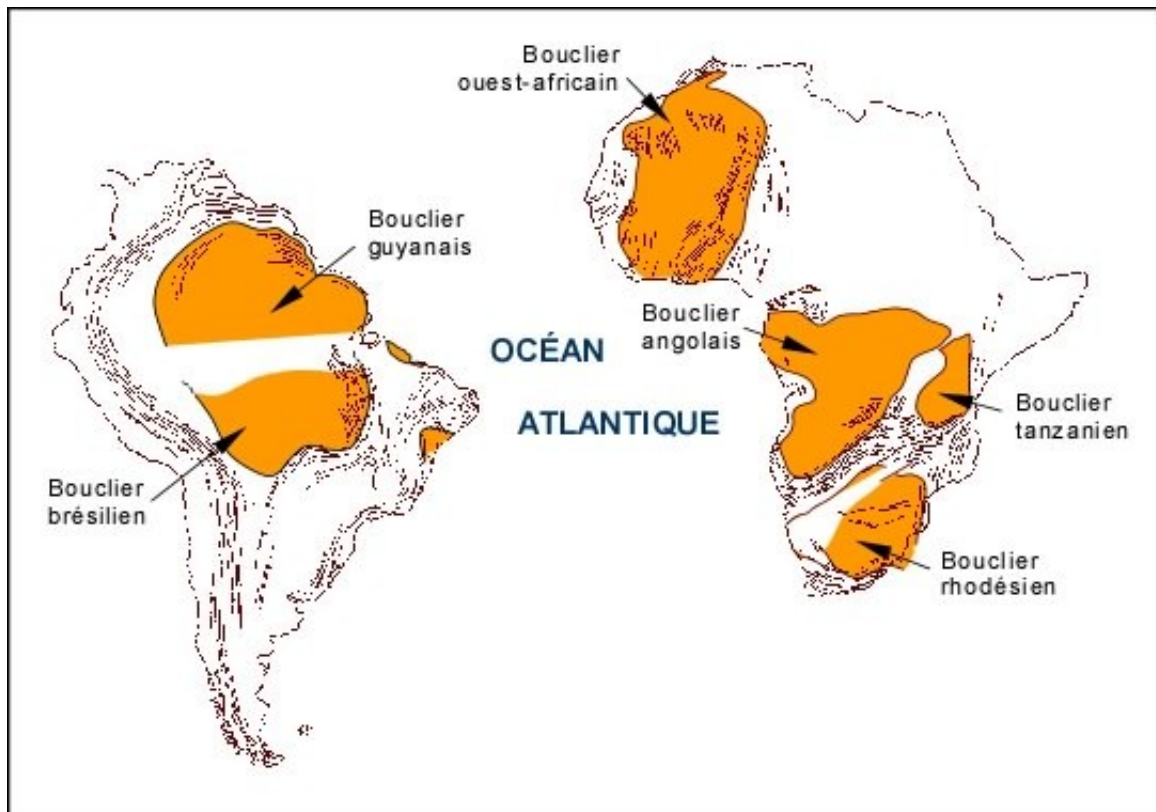 Bouclier
ouest-africain
Bouclier
guyanais
Bouclier
angolais
OCÉAN
ATLANTIQUE
Bouclier
tanzanien
Bouclier
brésilien
Bouclier
rhodésien